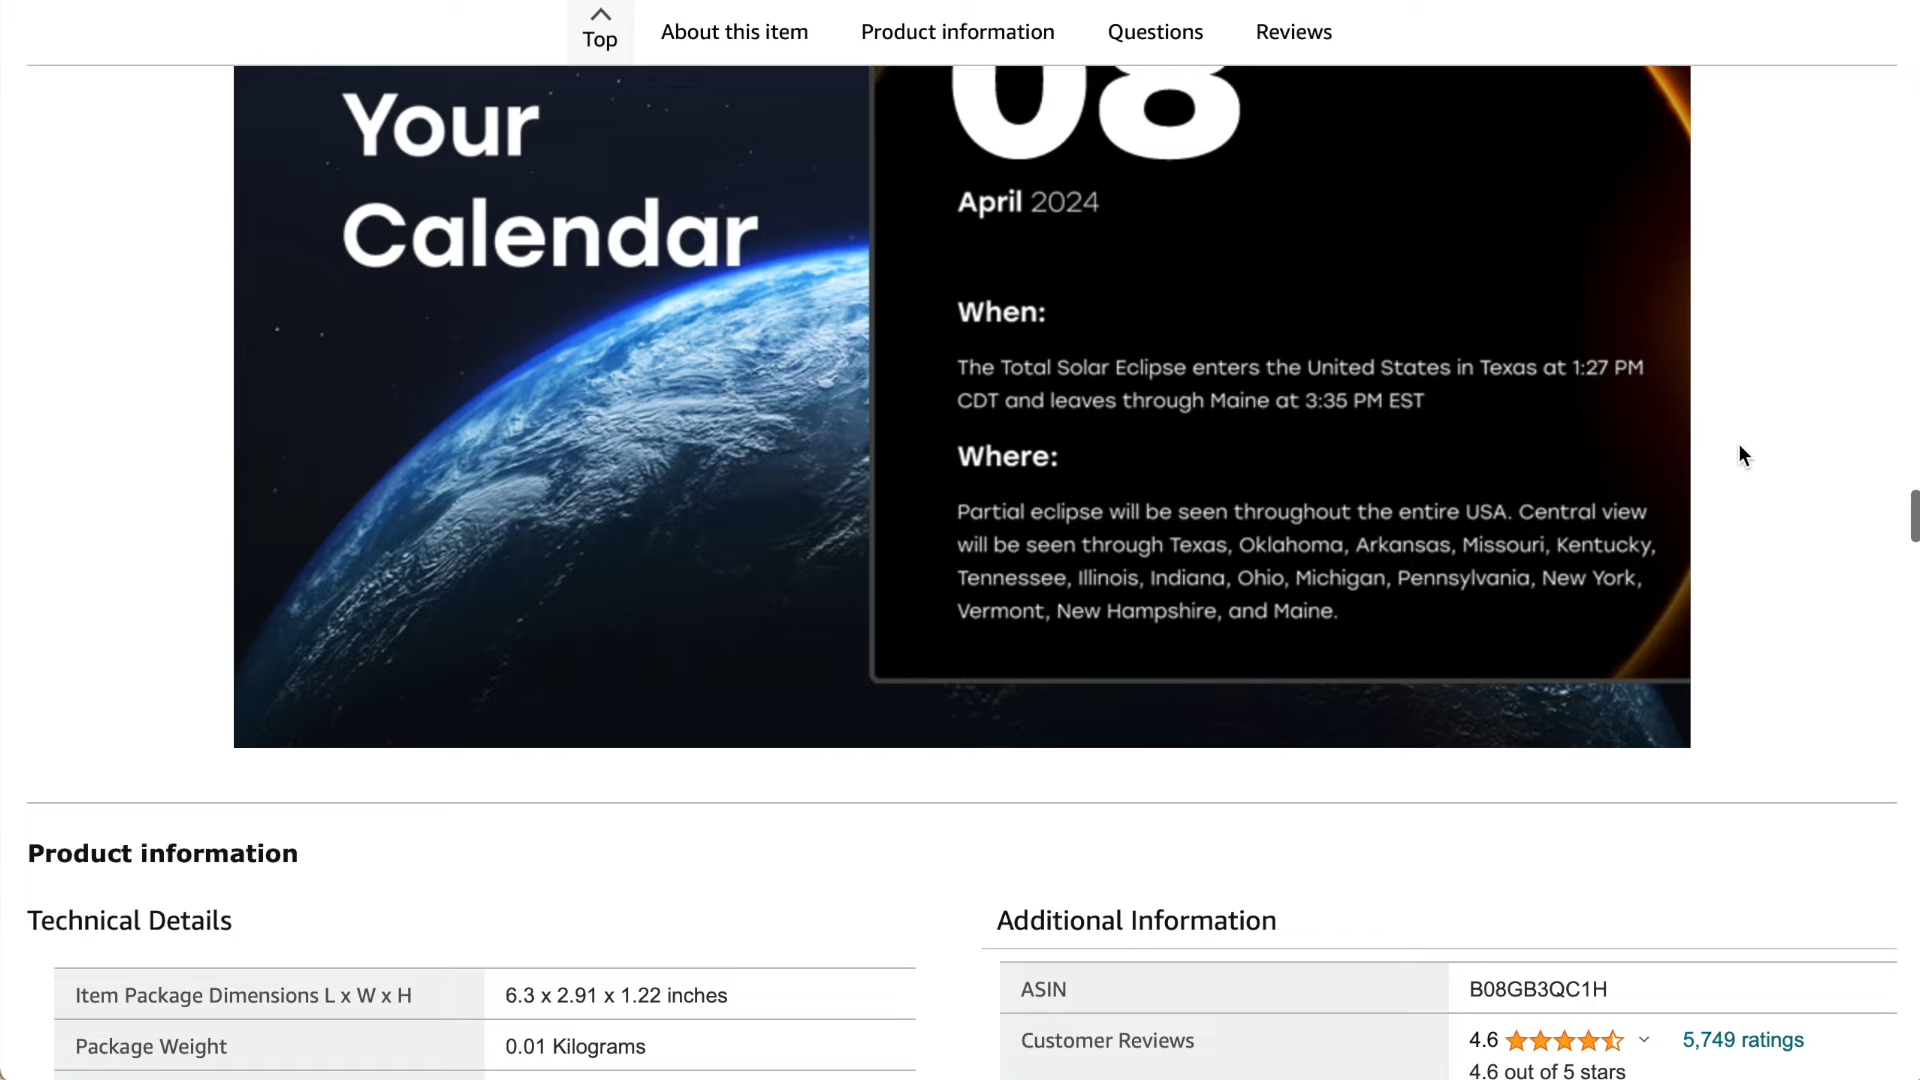 Top
About this item
Product information
Questions
Reviews
Your
Calendar
08
April 2024
When:
The Total Solar Eclipse enters the United States in Texas at 1:27 PM
CDT and leaves through Maine at 3:35 PM EST
Where:
Partial eclipse will be seen throughout the entire USA. Central view
will be seen through Texas, Oklahoma, Arkansas, Missouri, Kentucky,
Tennessee, Illinois, Indiana, Ohio, Michigan, Pennsylvania, New York,
Vermont, New Hampshire, and Maine.
Product information
Technical Details
Item Package Dimensions L x W x H
6.3 x 2.91 x 1.22 inches
Package Weight
0.01 Kilograms
Additional Information
ASIN
B08GB3QC1H
Customer Reviews
4.6
5,749 ratings
4.6 out of 5 stars